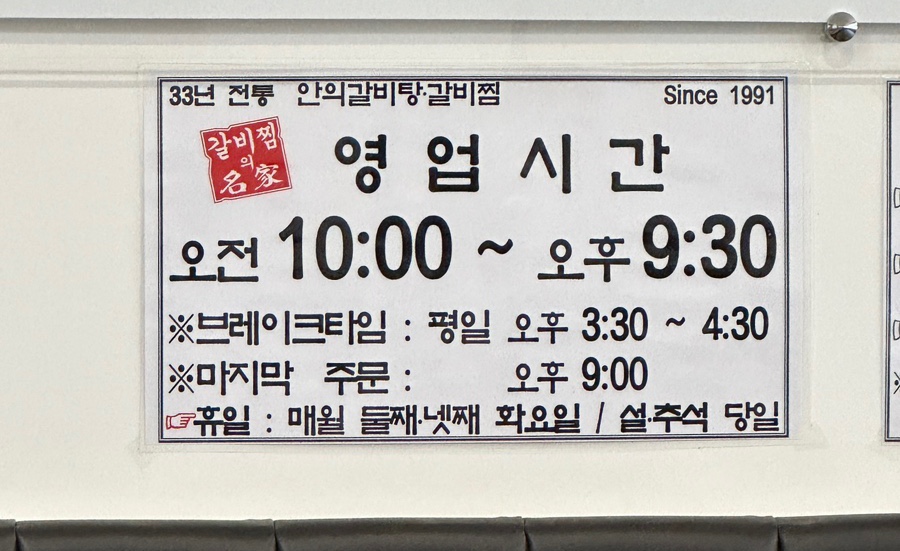 33년 전통 안의갈비탕·갈비찜 Since 1991
갈비찜
의
名家
영업시간
오전 10:00 ~ 오후 9:30
※브레이크타임 : 평일 오후 3:30 ~ 4:30
※마지막 주문 : 오후 9:00
☞휴일 : 매월 둘째·넷째 화요일 / 설·추석 당일